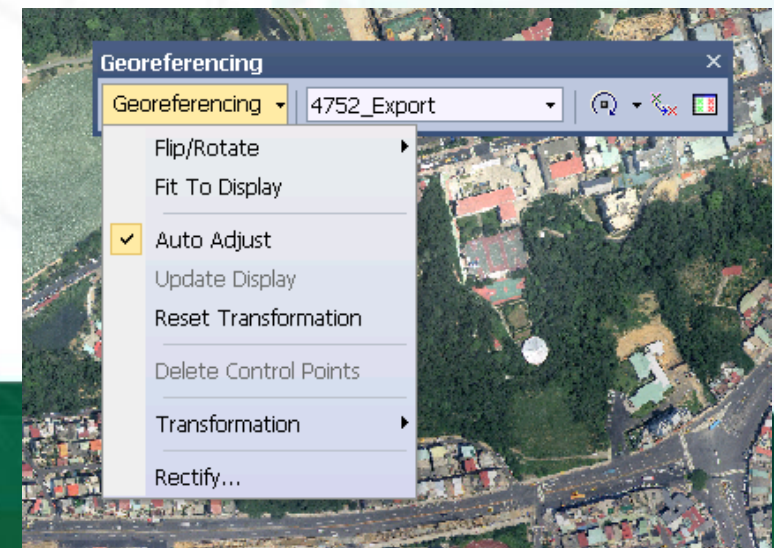 Georeferencing
Georeferencing 4752_Export
Flip/Rotate
Fit To Display
Auto Adjust
Update Display
Reset Transformation
Delete Control Points
Transformation
Rectify...